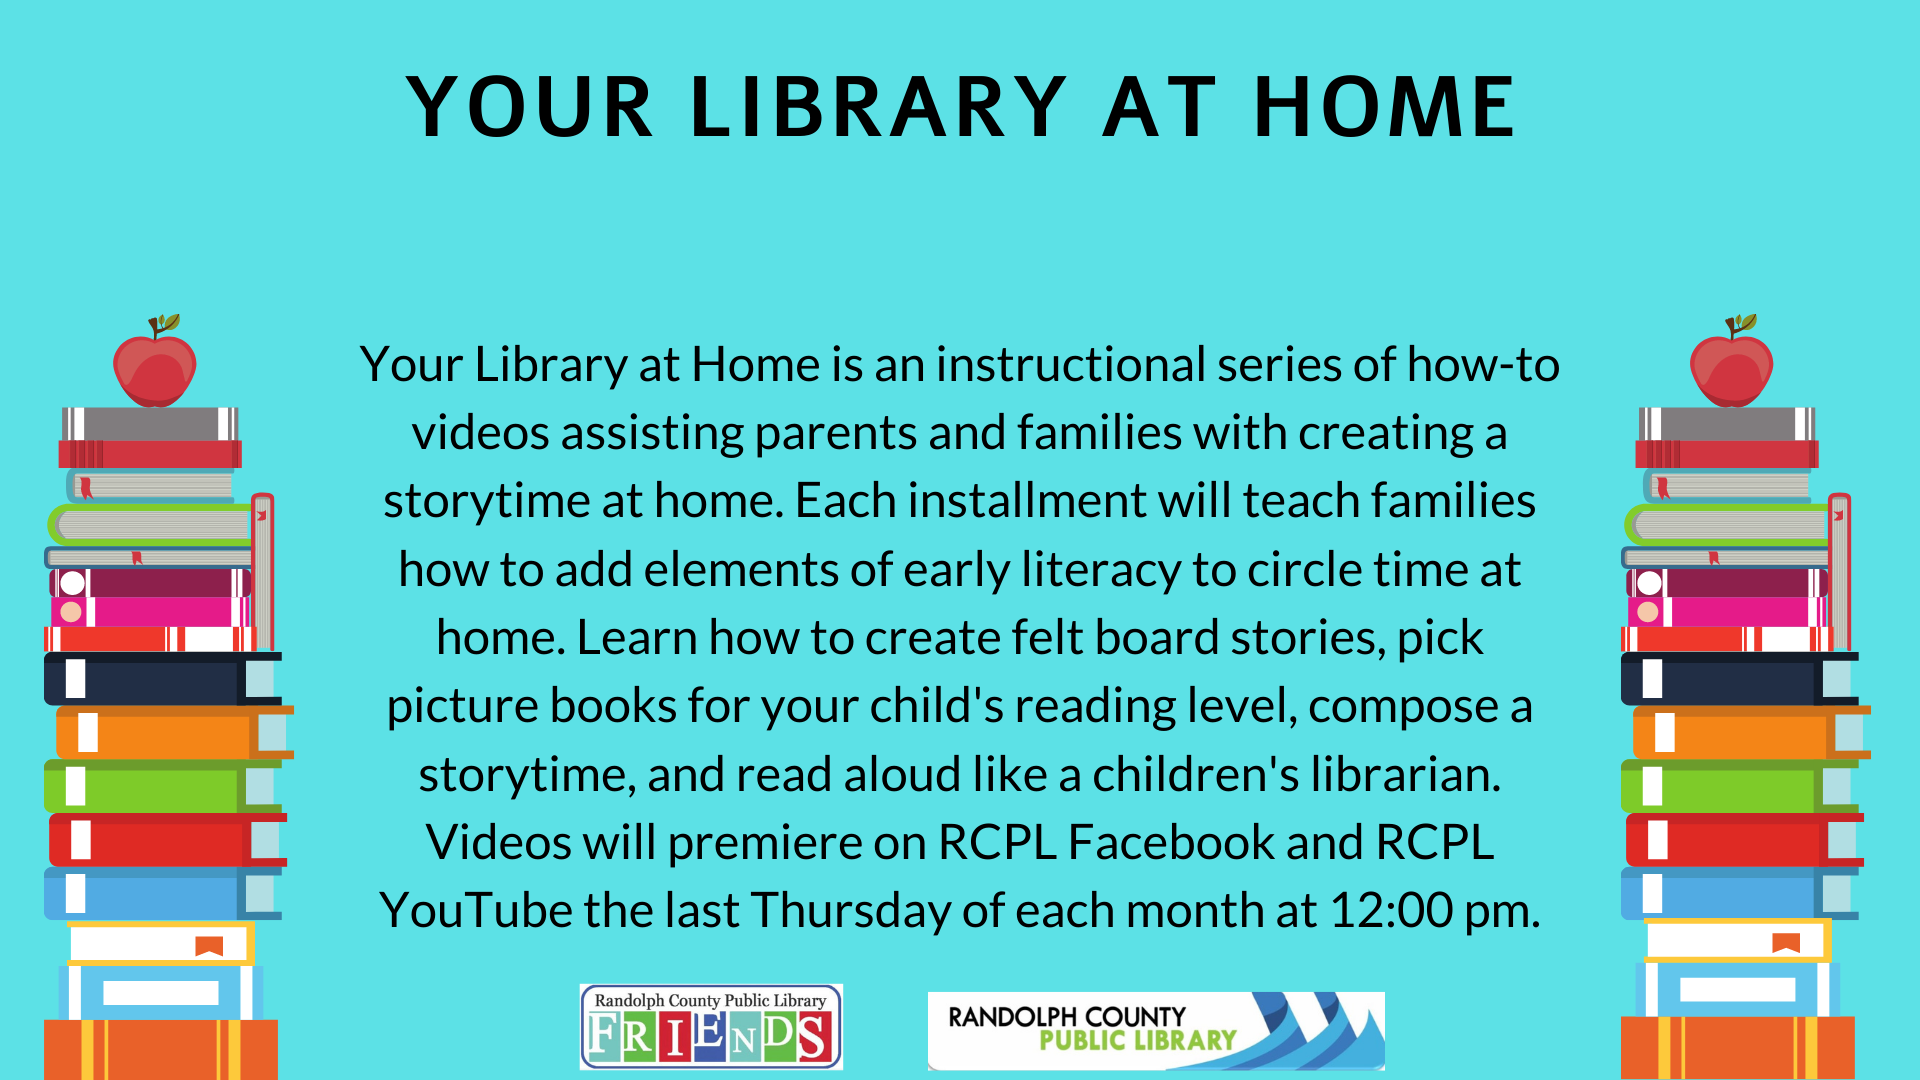 YOUR LIBRARY AT HOME
Your Library at Home is an instructional series of how-to
videos assisting parents and families with creating a
storytime at home. Each installment will teach families
how to add elements of early literacy to circle time at
home. Learn how to create felt board stories, pick
picture books for your child's reading level, compose a
storytime, and read aloud like a children's librarian.
Videos will premiere on RCPL Facebook and RCPL
YouTube the last Thursday of each month at 12:00 pm.
Randolph County Public Library
FRIENDS
RANDOLPH COUNTY
PUBLIC LIBRARY